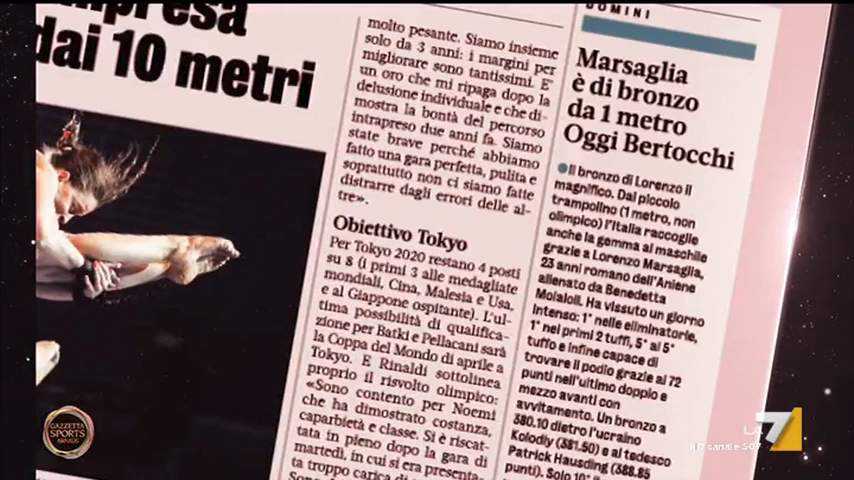 dai 10 metri
molto pesante. Siamo insieme
solo da 3 anni: i margini per
migliorare sono tantissimi. E'
un oro che mi ripaga dopo la
delusione individuale e che di-
mostra la bontà del percorso
intrapreso due anni fa. Siamo
state brave perché abbiamo
fatto una gara perfetta, pulita e
soprattutto non ci siamo fatte
distrarre dagli errori delle al-
tre».
Obiettivo Tokyo
Per Tokyo 2020 restano 4 posti
su 8 (i primi 3 alle medagliate
mondiali, Cina, Malesia e Usa,
e al Giappone ospitante). L'ul-
tima possibilità di qualifica-
zione per Batki e Pellacani sarà
la Coppa del Mondo di aprile a
Tokyo. E Rinaldi sottolinea
proprio il risvolto olimpico:
«Sono contento per Noemi
che ha dimostrato costanza,
caparbietà e classe. Si è riscat-
tata in pieno dopo la gara di
martedì, in cui si era presenta-
ta troppo carica di
UOMINI
Marsaglia
è di bronzo
da 1 metro
Oggi Bertocchi
●Il bronzo di Lorenzo il
magnifico. Dal piccolo
trampolino (1 metro, non
olimpico) l'Italia raccoglie
anche la gemma al maschile
grazie a Lorenzo Marsaglia,
23 anni romano dell'Aniene
allenato da Benedetta
Molaioli. Ha vissuto un giorno
intenso: 1° nelle eliminatorie,
1° nei primi 2 tuffi, 5° al 5°
tuffo e infine capace di
trovare il podio grazie ai 72
punti nell'ultimo doppio e
mezzo avanti con
avvitamento. Un bronzo a
380.10 dietro l'ucraino
Kolodiy (381.50) e al tedesco
Patrick Hausding (388.85
punti). Solo 10°
GAZZETTA
SPORTS
AWARDS
LA7
HD canale 507